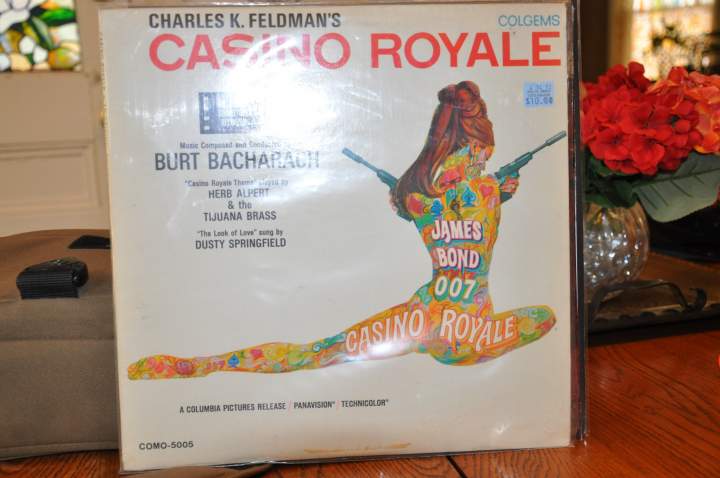 CHARLES K. FELDMAN'S
COLGEMS
CASINO ROYALE
$10.00
Music Composed and Conducted
BURT BACHARACH
"Casino Royale Theme" played by
HERB ALPERT
& the
TIJUANA BRASS
"The Look of Love" sung by
DUSTY SPRINGFIELD
JAMES
BOND
007
CASINO ROYALE
A COLUMBIA PICTURES RELEASE / PANAVISION® / TECHNICOLOR®
COMO-5005